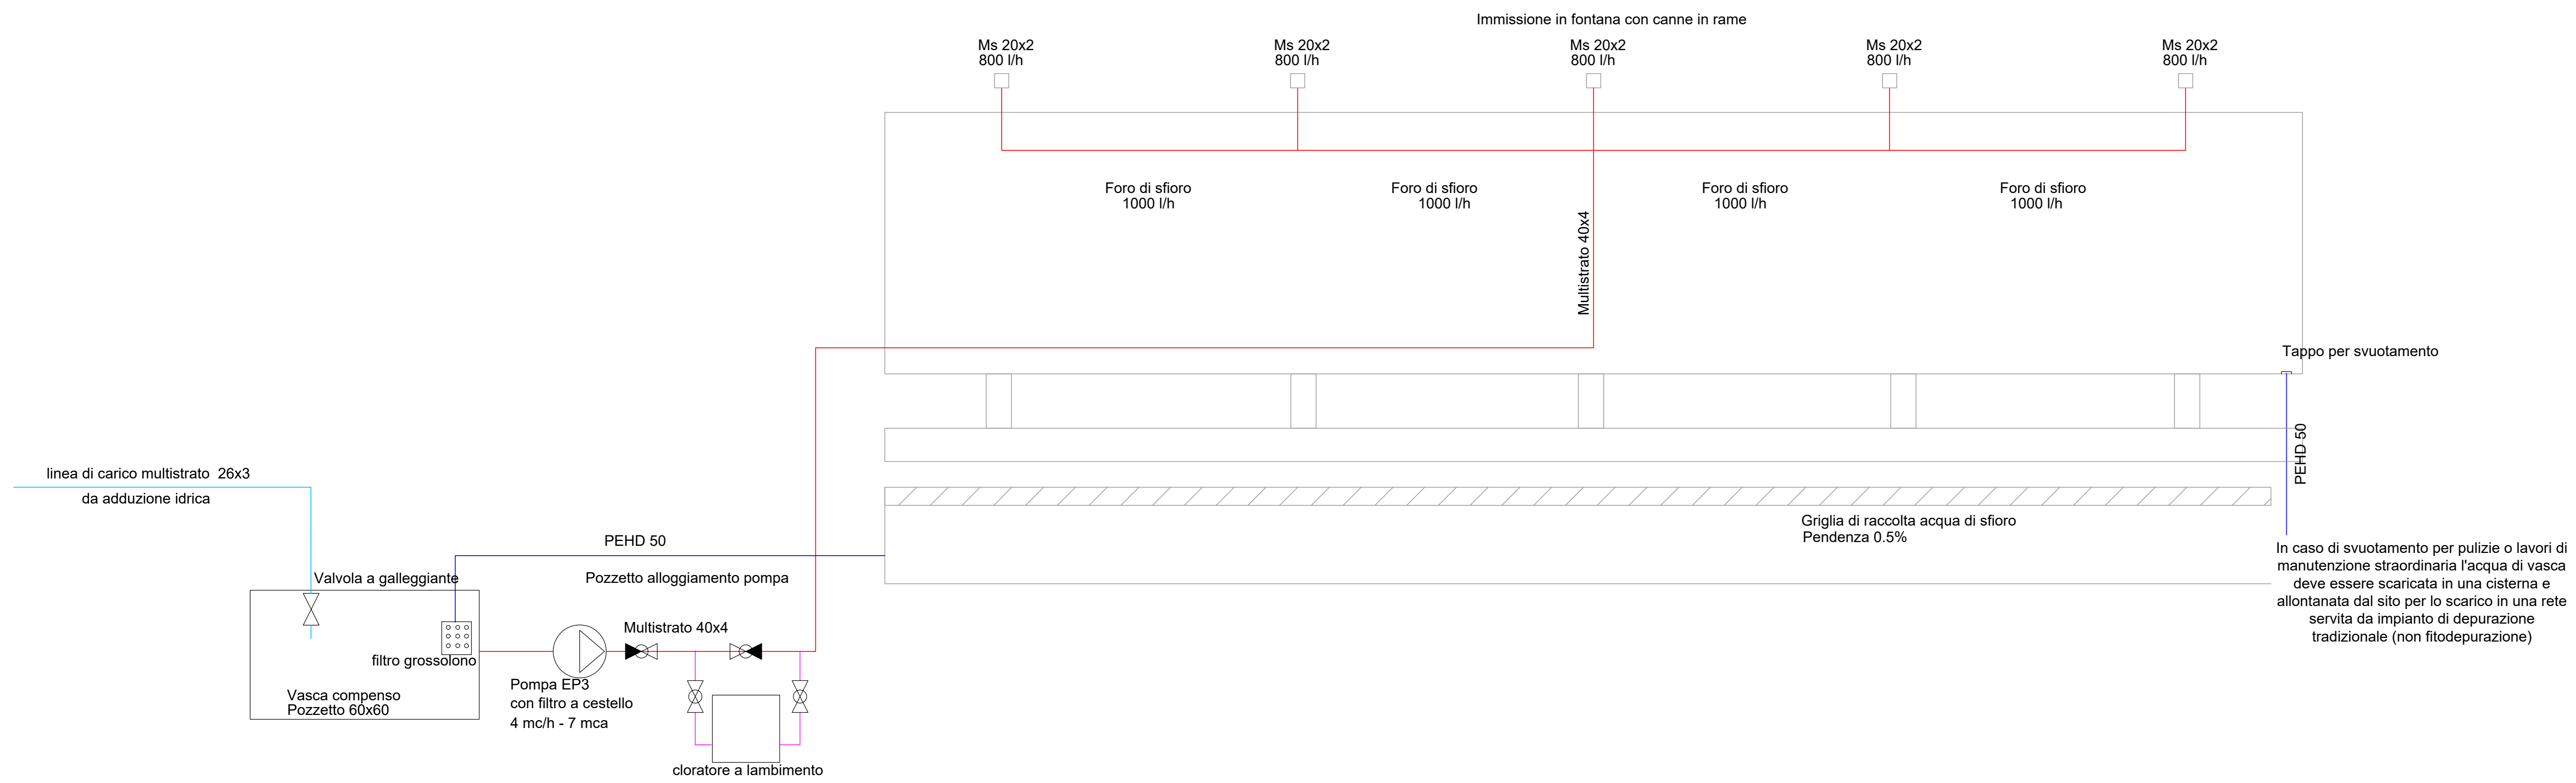 Immissione in fontana con canne in rame
Ms 20x2
800 l/h
Ms 20x2
800 l/h
Ms 20x2
800 l/h
Ms 20x2
800 l/h
Ms 20x2
800 l/h
Foro di sfioro
1000 l/h
Foro di sfioro
1000 l/h
Foro di sfioro
1000 l/h
Foro di sfioro
1000 l/h
Multistrato 40x4
Tappo per svuotamento
PEHD 50
linea di carico multistrato 26x3
da adduzione idrica
Griglia di raccolta acqua di sfioro
Pendenza 0.5%
PEHD 50
In caso di svuotamento per pulizie o lavori di
manutenzione straordinaria l'acqua di vasca
deve essere scaricata in una cisterna e
allontanata dal sito per lo scarico in una rete
servita da impianto di depurazione
tradizionale (non fitodepurazione)
Valvola a galleggiante
Pozzetto alloggiamento pompa
Multistrato 40x4
filtro grossolono
Vasca compenso
Pozzetto 60x60
Pompa EP3
con filtro a cestello
4 mc/h - 7 mca
cloratore a lambimento